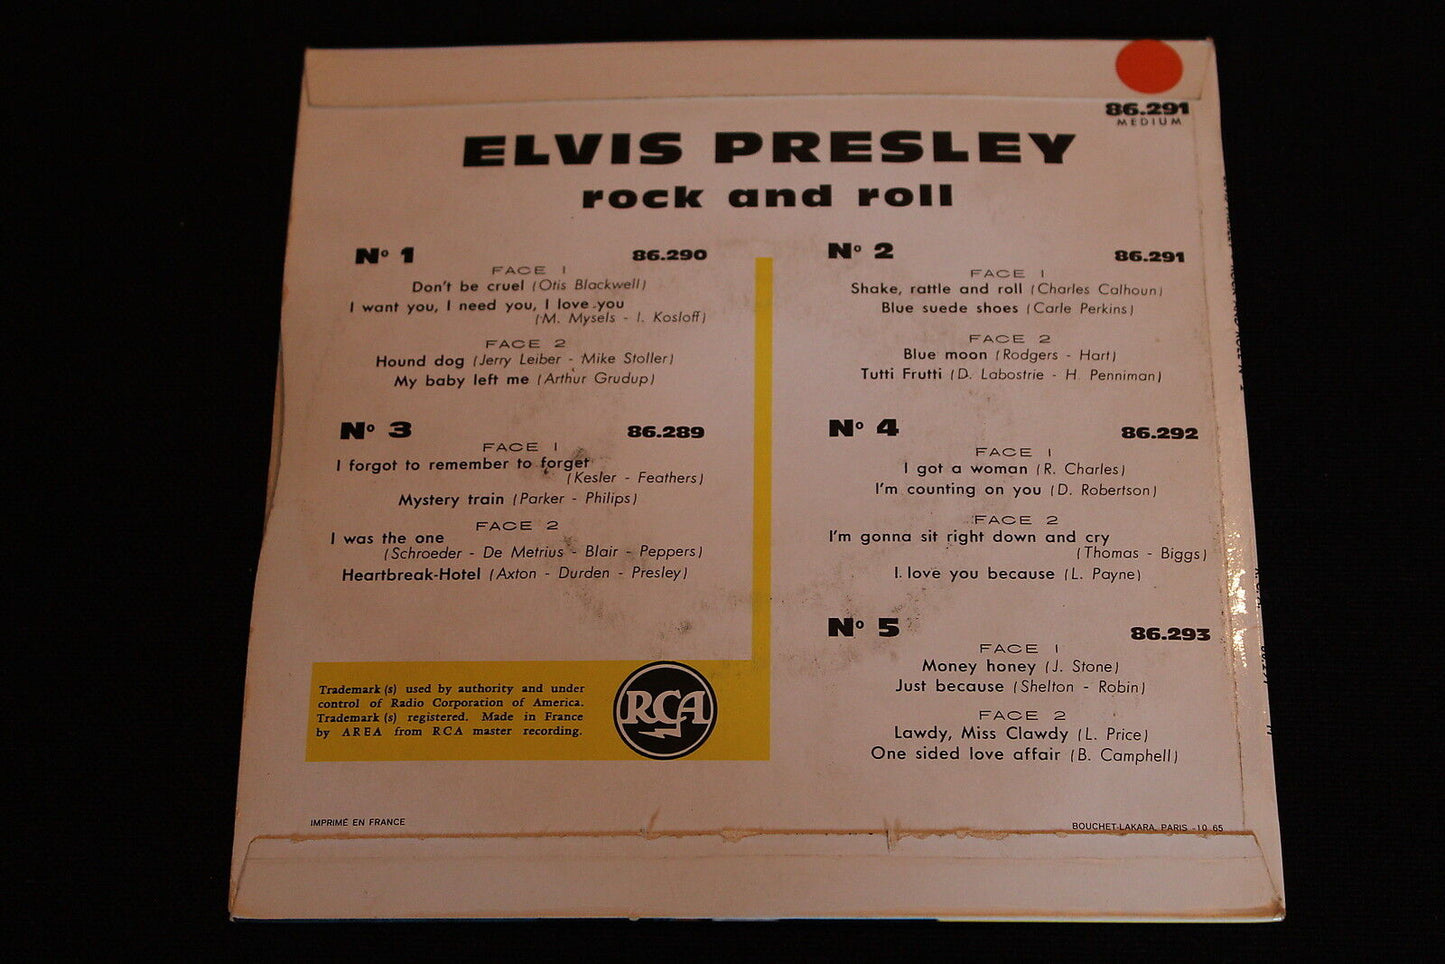 86.291
MEDIUM
ELVIS PRESLEY
rock and roll
Nº 1 86.290
FACE 1
Don't be cruel (Otis Blackwell)
I want you, I need you, I love you
(M. Mysels - I. Kosloff)
FACE 2
Hound dog (Jerry Leiber - Mike Stoller)
My baby left me (Arthur Grudup)
Nº 3 86.289
FACE 1
I forgot to remember to forget
(Kesler - Feathers)
Mystery train (Parker - Philips)
FACE 2
I was the one
(Schroeder - De Metrius - Blair - Peppers)
Heartbreak-Hotel (Axton - Durden - Presley)
Nº 2 86.291
FACE 1
Shake, rattle and roll (Charles Calhoun)
Blue suede shoes (Carle Perkins)
FACE 2
Blue moon (Rodgers - Hart)
Tutti Frutti (D. Labostrie - H. Penniman)
Nº 4 86.292
FACE 1
I got a woman (R. Charles)
I'm counting on you (D. Robertson)
FACE 2
I'm gonna sit right down and cry
(Thomas - Biggs)
I. love you because (L. Payne)
Nº 5 86.293
FACE 1
Money honey (J. Stone)
Just because (Shelton - Robin)
FACE 2
Lawdy, Miss Clawdy (L. Price)
One sided love affair (B. Camphell)
Trademark (s) used by authority and under
control of Radio Corporation of America.
Trademark (s) registered. Made in France
by AREA from RCA master recording.
RCA
IMPRIMÉ EN FRANCE
BOUCHET-LAKARA, PARIS -10 65